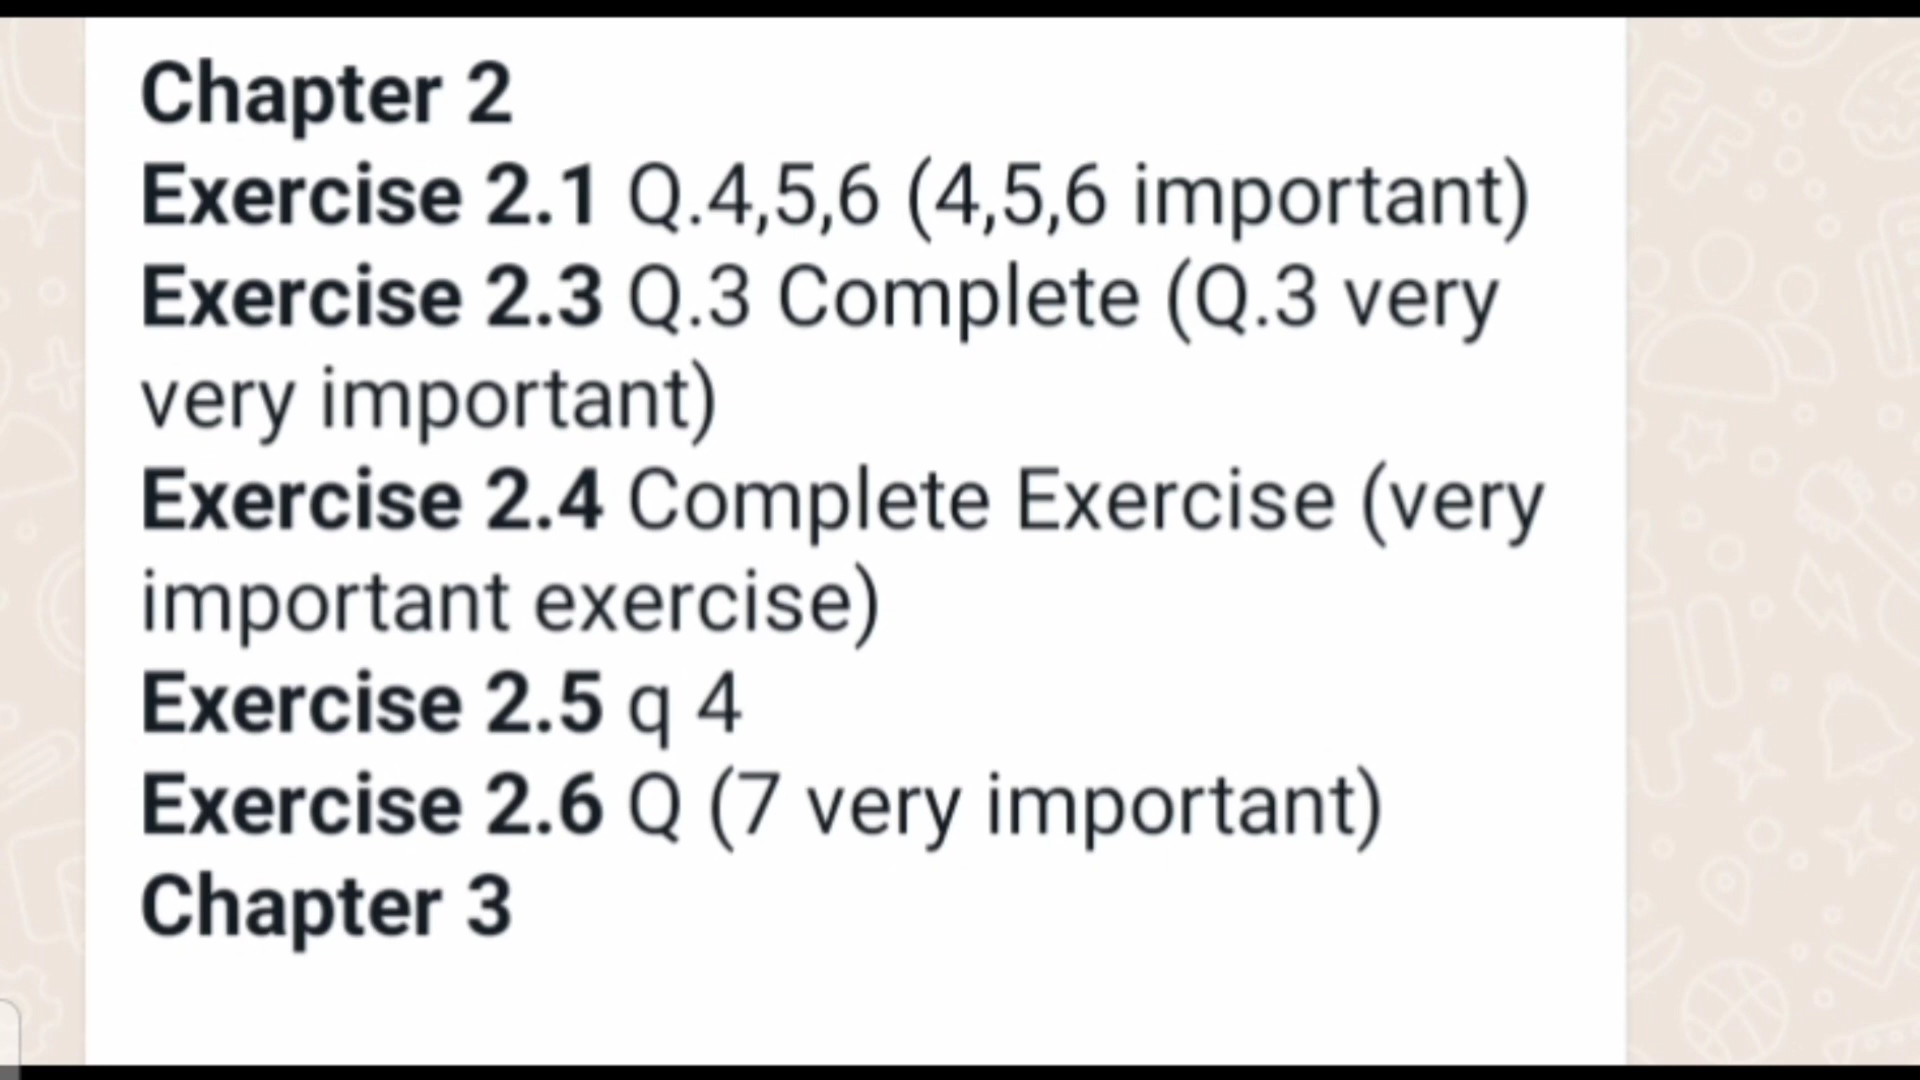 Chapter 2
Exercise 2.1 Q.4,5,6 (4,5,6 important)
Exercise 2.3 Q.3 Complete (Q.3 very
very important)
Exercise 2.4 Complete Exercise (very
important exercise)
Exercise 2.5 q 4
Exercise 2.6 Q (7 very important)
Chapter 3